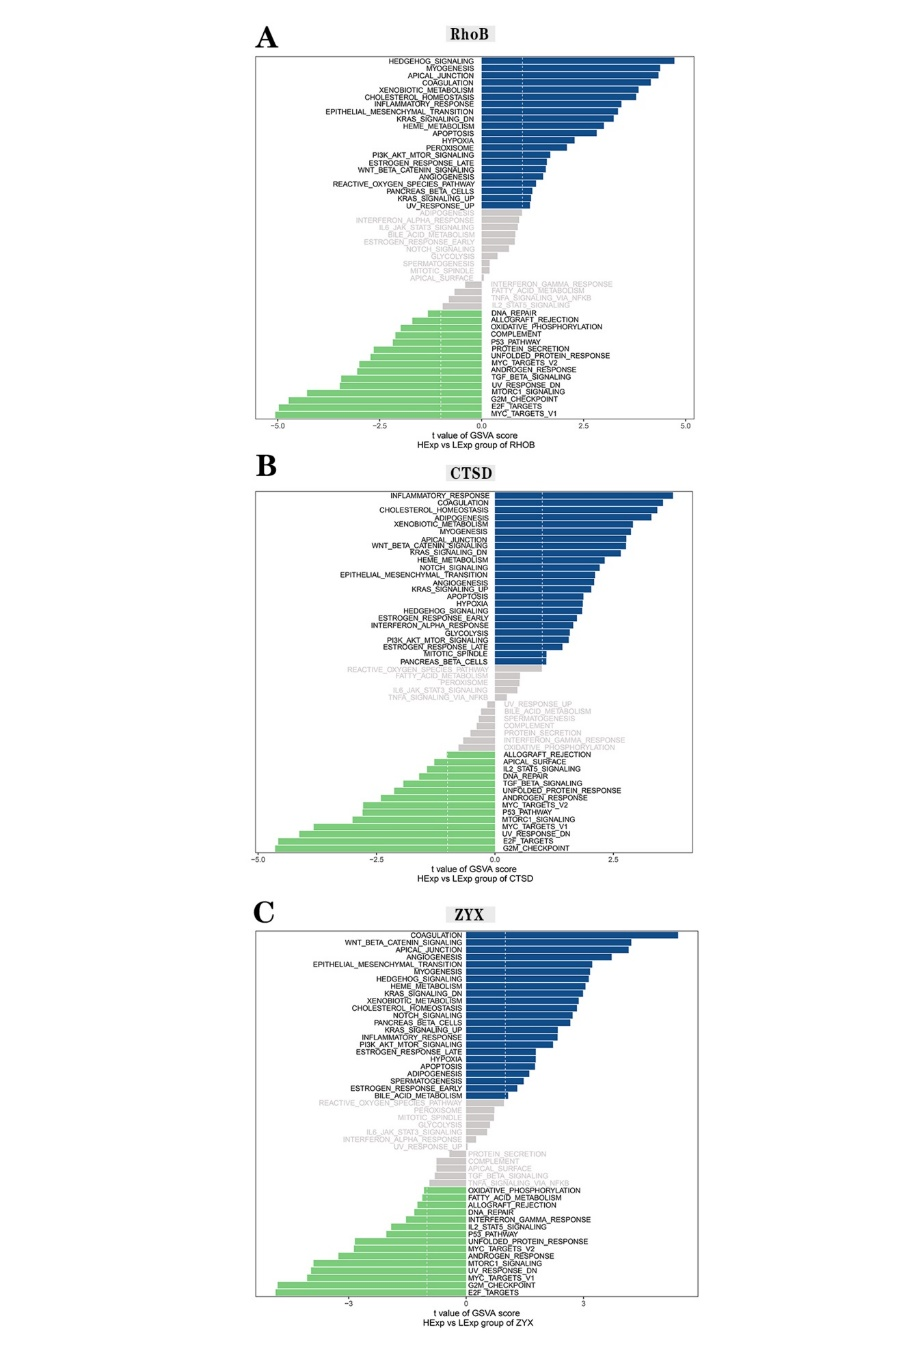 A
RhoB
HEDGEHOG_SIGNALING
MYOGENESIS
APICAL_JUNCTION
COAGULATION
XENOBIOTIC_METABOLISM
CHOLESTEROL_HOMEOSTASIS
INFLAMMATORY_RESPONSE
EPITHELIAL_MESENCHYMAL_TRANSITION
KRAS_SIGNALING_DN
HEME_METABOLISM
APOPTOSIS
HYPOXIA
PEROXISOME
PI3K_AKT_MTOR_SIGNALING
ESTROGEN_RESPONSE_LATE
WNT_BETA_CATENIN_SIGNALING
ANGIOGENESIS
REACTIVE_OXYGEN_SPECIES_PATHWAY
PANCREAS_BETA_CELLS
KRAS_SIGNALING_UP
UV_RESPONSE_UP
ADIPOGENESIS
INTERFERON_ALPHA_RESPONSE
IL6_JAK_STAT3_SIGNALING
BILE_ACID_METABOLISM
ESTROGEN_RESPONSE_EARLY
NOTCH_SIGNALING
GLYCOLYSIS
SPERMATOGENESIS
MITOTIC_SPINDLE
APICAL_SURFACE
INTERFERON_GAMMA_RESPONSE
FATTY_ACID_METABOLISM
TNFA_SIGNALING_VIA_NFKB
IL2_STAT5_SIGNALING
DNA_REPAIR
ALLOGRAFT_REJECTION
OXIDATIVE_PHOSPHORYLATION
COMPLEMENT
P53_PATHWAY
PROTEIN_SECRETION
UNFOLDED_PROTEIN_RESPONSE
MYC_TARGETS_V2
ANDROGEN_RESPONSE
TGF_BETA_SIGNALING
UV_RESPONSE_DN
MTORC1_SIGNALING
G2M_CHECKPOINT
E2F_TARGETS
MYC_TARGETS_V1
−5.0 −2.5 0.0 2.5 5.0
t value of GSVA score
HExp vs LExp group of RHOB
B
CTSD
INFLAMMATORY_RESPONSE
COAGULATION
CHOLESTEROL_HOMEOSTASIS
ADIPOGENESIS
XENOBIOTIC_METABOLISM
MYOGENESIS
APICAL_JUNCTION
WNT_BETA_CATENIN_SIGNALING
KRAS_SIGNALING_DN
HEME_METABOLISM
NOTCH_SIGNALING
EPITHELIAL_MESENCHYMAL_TRANSITION
ANGIOGENESIS
KRAS_SIGNALING_UP
APOPTOSIS
HYPOXIA
HEDGEHOG_SIGNALING
ESTROGEN_RESPONSE_EARLY
INTERFERON_ALPHA_RESPONSE
GLYCOLYSIS
PI3K_AKT_MTOR_SIGNALING
ESTROGEN_RESPONSE_LATE
MITOTIC_SPINDLE
PANCREAS_BETA_CELLS
REACTIVE_OXYGEN_SPECIES_PATHWAY
FATTY_ACID_METABOLISM
PEROXISOME
IL6_JAK_STAT3_SIGNALING
TNFA_SIGNALING_VIA_NFKB
UV_RESPONSE_UP
BILE_ACID_METABOLISM
SPERMATOGENESIS
COMPLEMENT
PROTEIN_SECRETION
INTERFERON_GAMMA_RESPONSE
OXIDATIVE_PHOSPHORYLATION
ALLOGRAFT_REJECTION
APICAL_SURFACE
IL2_STAT5_SIGNALING
DNA_REPAIR
TGF_BETA_SIGNALING
UNFOLDED_PROTEIN_RESPONSE
ANDROGEN_RESPONSE
MYC_TARGETS_V2
P53_PATHWAY
MTORC1_SIGNALING
MYC_TARGETS_V1
UV_RESPONSE_DN
E2F_TARGETS
G2M_CHECKPOINT
−5.0 −2.5 0.0 2.5
t value of GSVA score
HExp vs LExp group of CTSD
C
ZYX
COAGULATION
WNT_BETA_CATENIN_SIGNALING
APICAL_JUNCTION
ANGIOGENESIS
EPITHELIAL_MESENCHYMAL_TRANSITION
MYOGENESIS
HEDGEHOG_SIGNALING
HEME_METABOLISM
KRAS_SIGNALING_DN
XENOBIOTIC_METABOLISM
CHOLESTEROL_HOMEOSTASIS
NOTCH_SIGNALING
PANCREAS_BETA_CELLS
KRAS_SIGNALING_UP
INFLAMMATORY_RESPONSE
PI3K_AKT_MTOR_SIGNALING
ESTROGEN_RESPONSE_LATE
HYPOXIA
APOPTOSIS
ADIPOGENESIS
SPERMATOGENESIS
ESTROGEN_RESPONSE_EARLY
BILE_ACID_METABOLISM
REACTIVE_OXYGEN_SPECIES_PATHWAY
PEROXISOME
MITOTIC_SPINDLE
GLYCOLYSIS
IL6_JAK_STAT3_SIGNALING
INTERFERON_ALPHA_RESPONSE
UV_RESPONSE_UP
PROTEIN_SECRETION
COMPLEMENT
APICAL_SURFACE
TGF_BETA_SIGNALING
TNFA_SIGNALING_VIA_NFKB
OXIDATIVE_PHOSPHORYLATION
FATTY_ACID_METABOLISM
ALLOGRAFT_REJECTION
DNA_REPAIR
INTERFERON_GAMMA_RESPONSE
IL2_STAT5_SIGNALING
P53_PATHWAY
UNFOLDED_PROTEIN_RESPONSE
MYC_TARGETS_V2
ANDROGEN_RESPONSE
MTORC1_SIGNALING
UV_RESPONSE_DN
MYC_TARGETS_V1
G2M_CHECKPOINT
E2F_TARGETS
−3 0 3
t value of GSVA score
HExp vs LExp group of ZYX